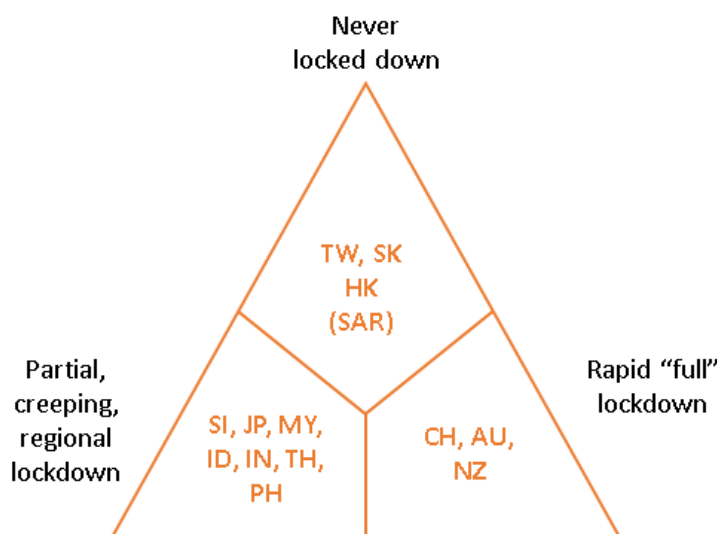 Never
locked down
TW, SK
HK
(SAR)
Partial,
creeping,
regional
lockdown
SI, JP, MY,
ID, IN, TH,
PH
CH, AU,
NZ
Rapid “full”
lockdown